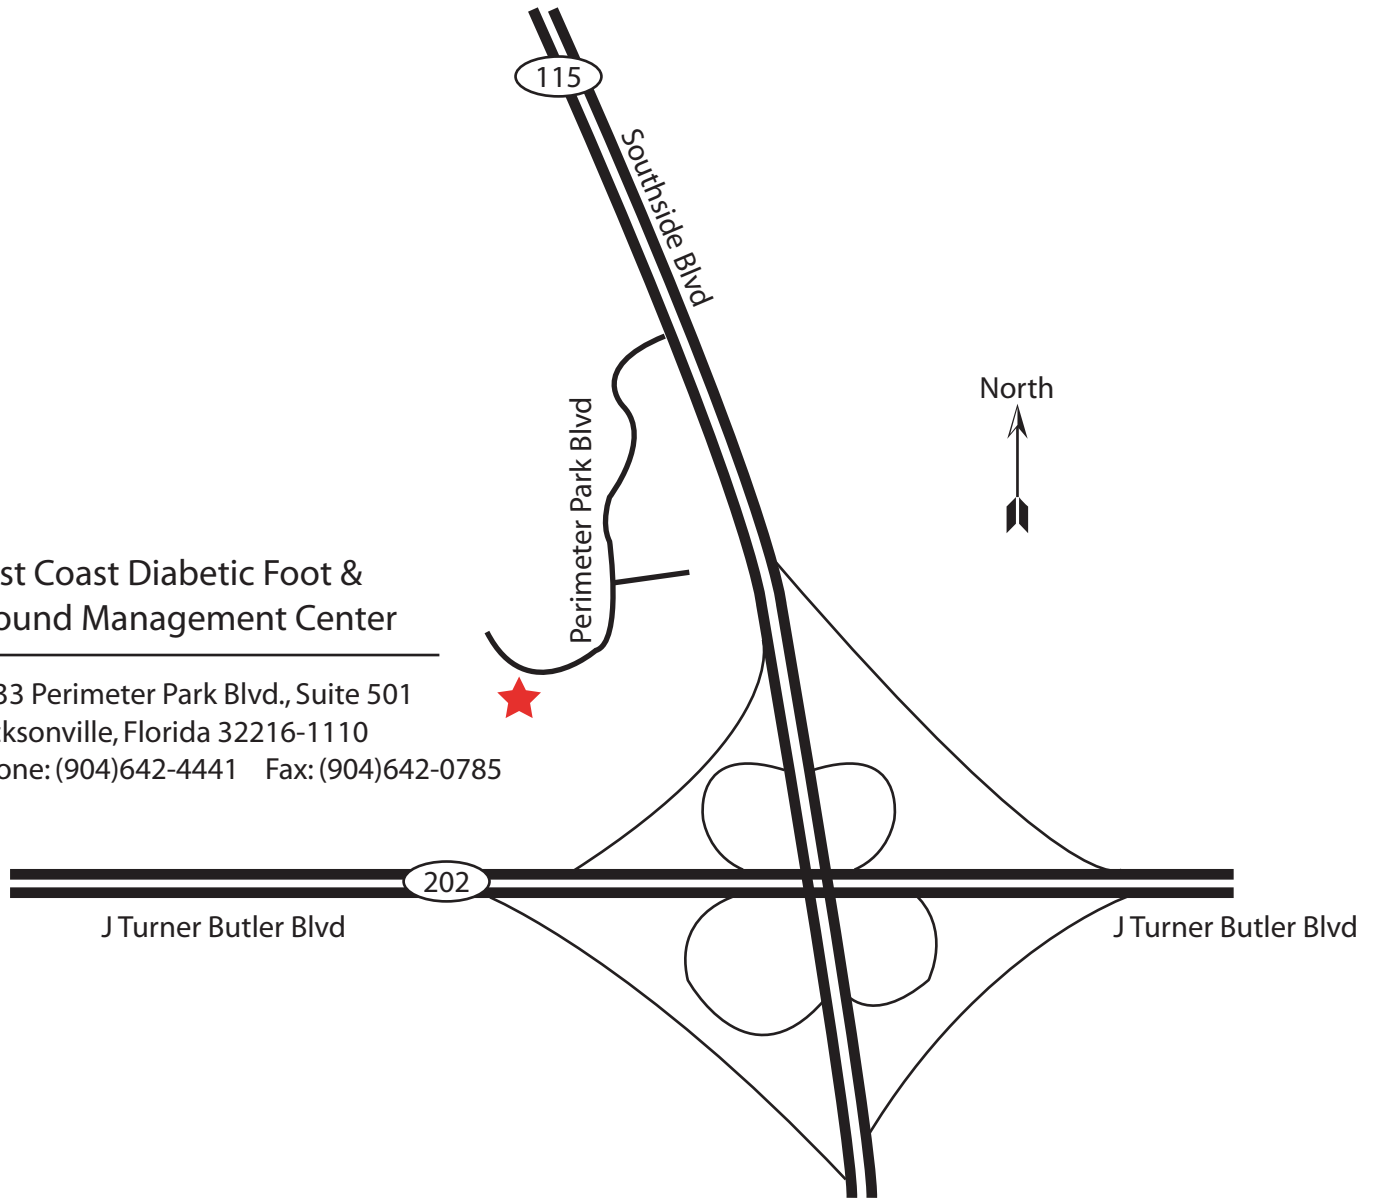 115
Southside Blvd
North
Perimeter Park Blvd
st Coast Diabetic Foot &
ound Management Center
33 Perimeter Park Blvd., Suite 501
ksonville, Florida 32216-1110
one: (904)642-4441 Fax: (904)642-0785
202
J Turner Butler Blvd
J Turner Butler Blvd